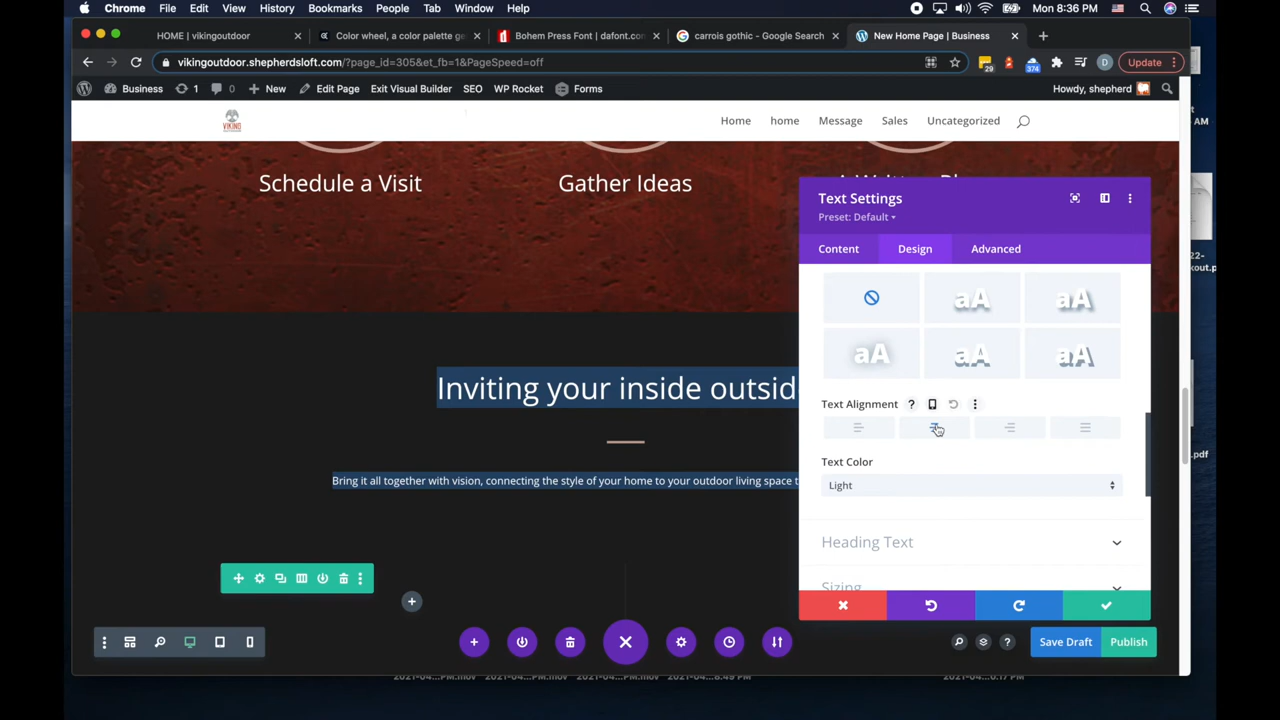 Chrome File Edit View History Bookmarks People Tab Window Help Mon 8:36 PM
HOME | vikingoutdoor Color wheel, a color palette ge Bohem Press Font | dafont.com carrois gothic - Google Search New Home Page | Business
vikingoutdoor.shepherdsloft.com/?page_id=305&et_fb=1&PageSpeed=off 29 374 D Update
Business 1 0 New Edit Page Exit Visual Builder SEO WP Rocket Forms Howdy, shepherd
VIKING Home home Message Sales Uncategorized
Schedule a Visit Gather Ideas
Text Settings
Preset: Default
Content Design Advanced
aA aA
aA aA aA
Inviting your inside outsid
Text Alignment ?
Text Color
Bring it all together with vision, connecting the style of your home to your outdoor living space t
Light
Heading Text
Sizing
Save Draft Publish